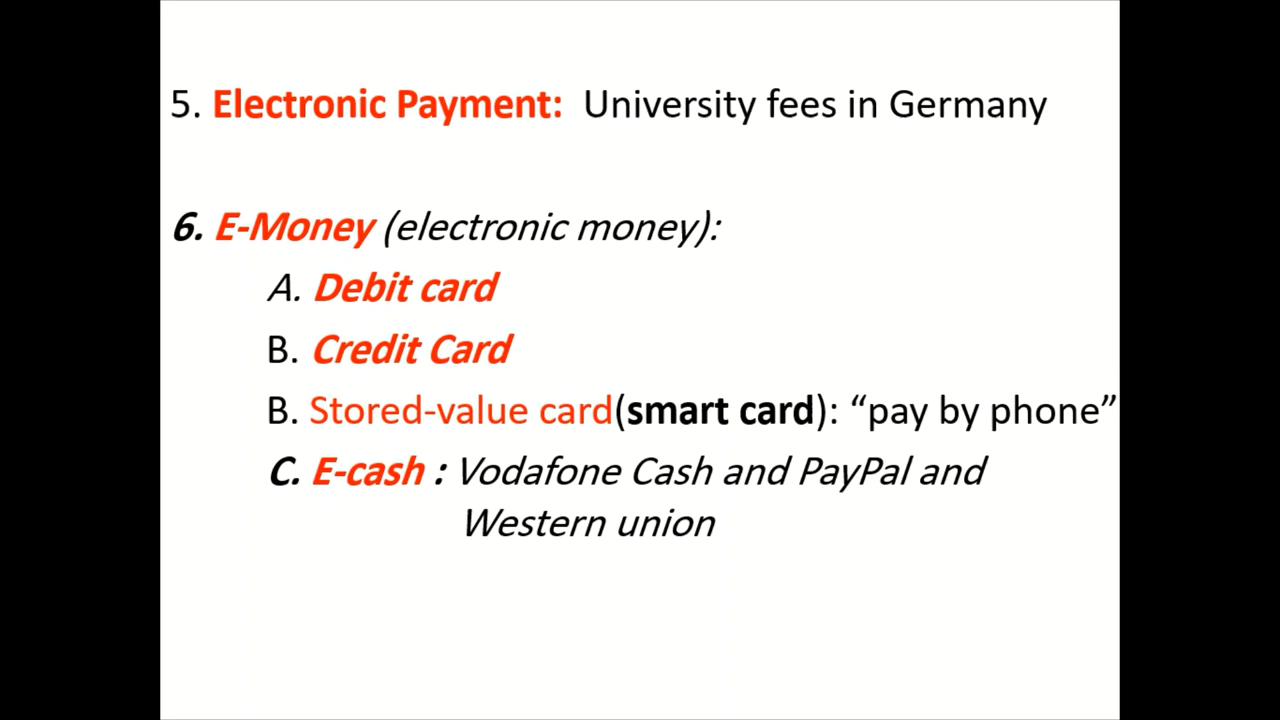 5. Electronic Payment: University fees in Germany
6. E-Money (electronic money):
A. Debit card
B. Credit Card
B. Stored-value card(smart card): “pay by phone”
C. E-cash : Vodafone Cash and PayPal and
Western union